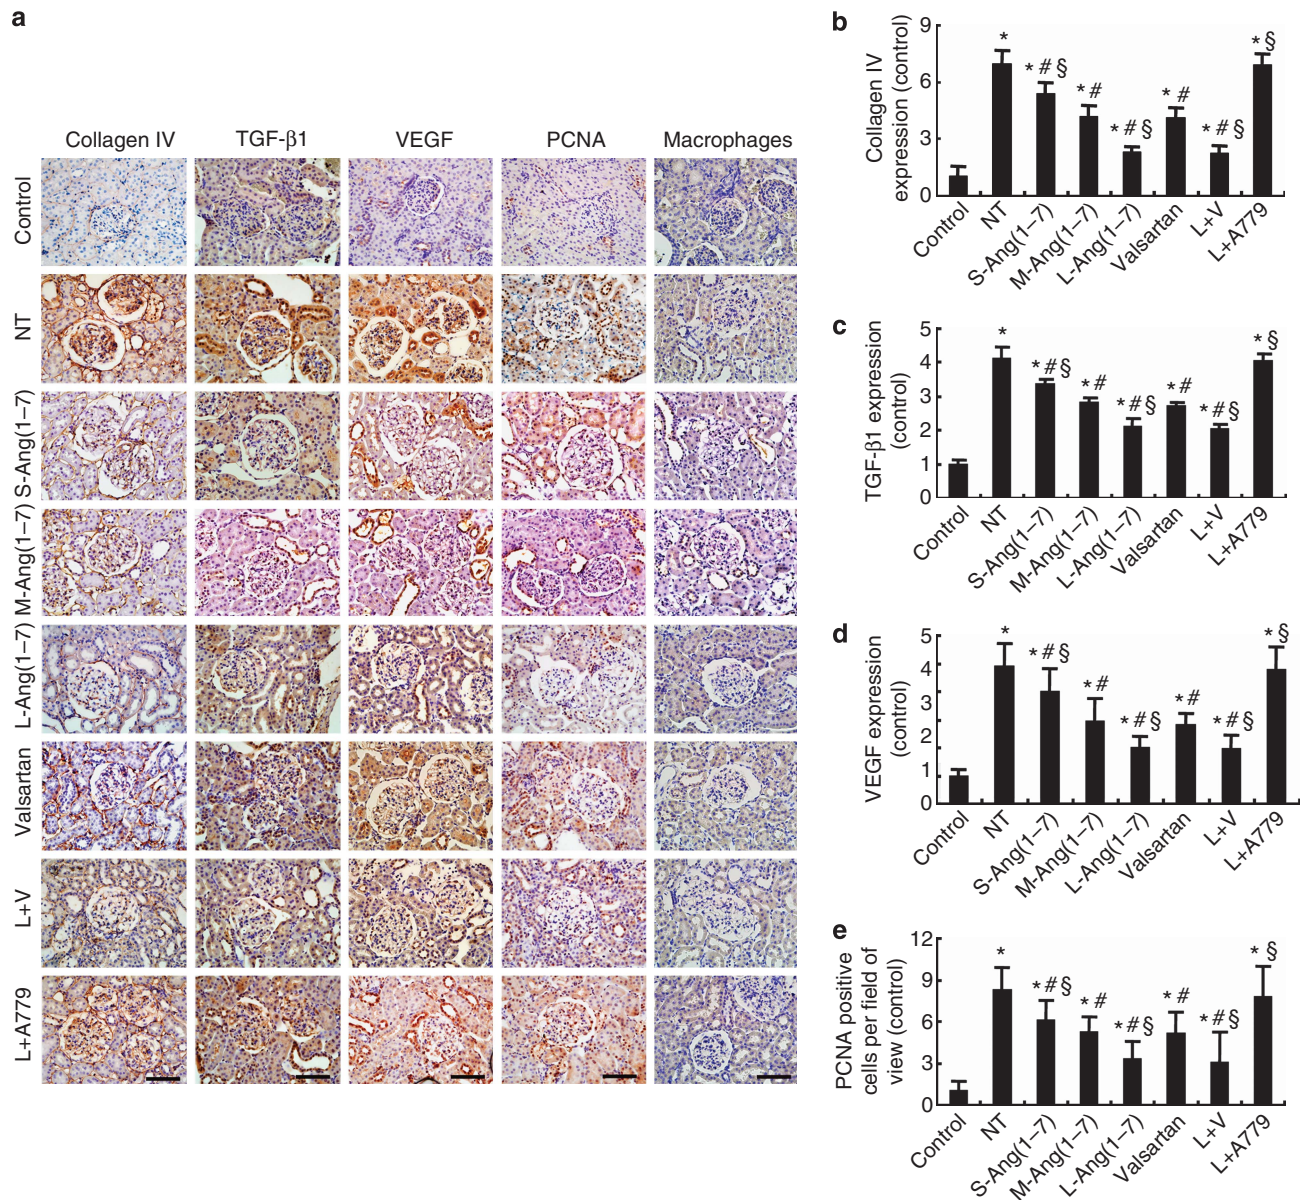 a
Collagen IV TGF-β1 VEGF PCNA Macrophages
Control
NT
S-Ang(1–7)
M-Ang(1–7)
L-Ang(1–7)
Valsartan
L+V
L+A779
b
Collagen IV
expression (control)
9
6
3
0
*
* # §
* #
* # §
* #
* # §
* §
Control
NT
S-Ang(1–7)
M-Ang(1–7)
L-Ang(1–7)
Valsartan
L+V
L+A779
c
TGF-β1 expression
(control)
5
4
3
2
1
0
*
* # §
* #
* # §
* #
* # §
* §
Control
NT
S-Ang(1–7)
M-Ang(1–7)
L-Ang(1–7)
Valsartan
L+V
L+A779
d
VEGF expression
(control)
5
4
3
2
1
0
*
* # §
* #
* # §
* #
* # §
* §
Control
NT
S-Ang(1–7)
M-Ang(1–7)
L-Ang(1–7)
Valsartan
L+V
L+A779
e
PCNA positive
cells per field of
view (control)
12
9
6
3
0
*
* # §
* #
* # §
* #
* # §
* §
Control
NT
S-Ang(1–7)
M-Ang(1–7)
L-Ang(1–7)
Valsartan
L+V
L+A779